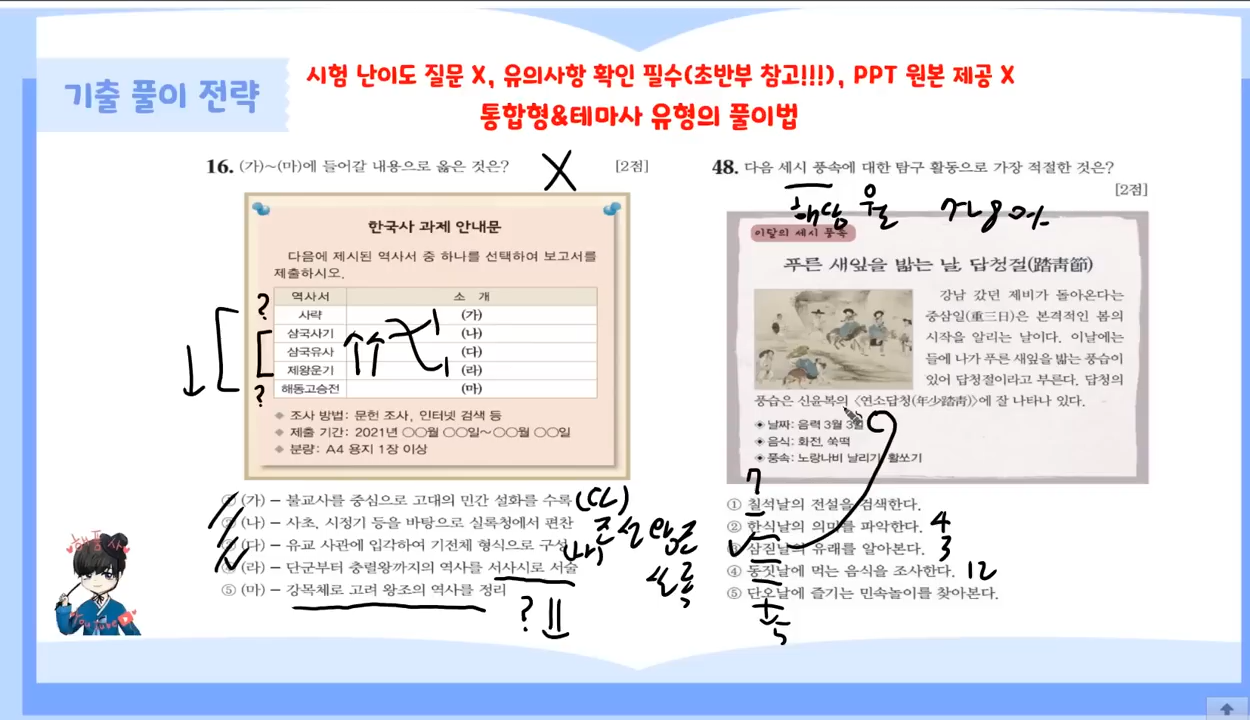 기출 풀이 전략
시험 난이도 질문 X, 유의사항 확인 필수(초반부 참고!!!), PPT 원본 제공 X
통합형&테마사 유형의 풀이법
16. (가)~(마)에 들어갈 내용으로 옳은 것은? [2점]
X
한국사 과제 안내문
다음에 제시된 역사서 중 하나를 선택하여 보고서를
제출하시오.
역사서 소 개
사략 (가)
삼국사기 (나)
삼국유사 (다)
제왕운기 (라)
해동고승전 (마)
?
?
◈ 조사 방법: 문헌 조사, 인터넷 검색 등
◈ 제출 기간: 2021년 ○○월 ○○일~○○월 ○○일
◈ 분량: A4 용지 1장 이상
① (가) - 불교사를 중심으로 고대의 민간 설화를 수록 (다)
② (나) - 사초, 시정기 등을 바탕으로 실록청에서 편찬
③ (다) - 유교 사관에 입각하여 기전체 형식으로 구성
④ (라) - 단군부터 충렬왕까지의 역사를 서사시로 서술
⑤ (마) - 강목체로 고려 왕조의 역사를 정리
조선왕조
실록
?
48. 다음 세시 풍속에 대한 탐구 활동으로 가장 적절한 것은?
[2점]
해당 월
이달의 세시 풍속
푸른 새잎을 밟는 날, 답청절(踏靑節)
강남 갔던 제비가 돌아온다는
중삼일(重三日)은 본격적인 봄의
시작을 알리는 날이다. 이날에는
들에 나가 푸른 새잎을 밟는 풍습이
있어 답청절이라고 부른다. 답청의
풍습은 신윤복의 〈연소답청(年少踏靑)〉에 잘 나타나 있다.
◈ 날짜: 음력 3월 3일
◈ 음식: 화전, 쑥떡
◈ 풍속: 노랑나비 날리기, 활쏘기
7
① 칠석날의 전설을 검색한다.
② 한식날의 의미를 파악한다. 4
③ 삼짇날의 유래를 알아본다. 3
④ 동짓날에 먹는 음식을 조사한다. 12
⑤ 단오날에 즐기는 민속놀이를 찾아본다.
5
해품사
YouTube